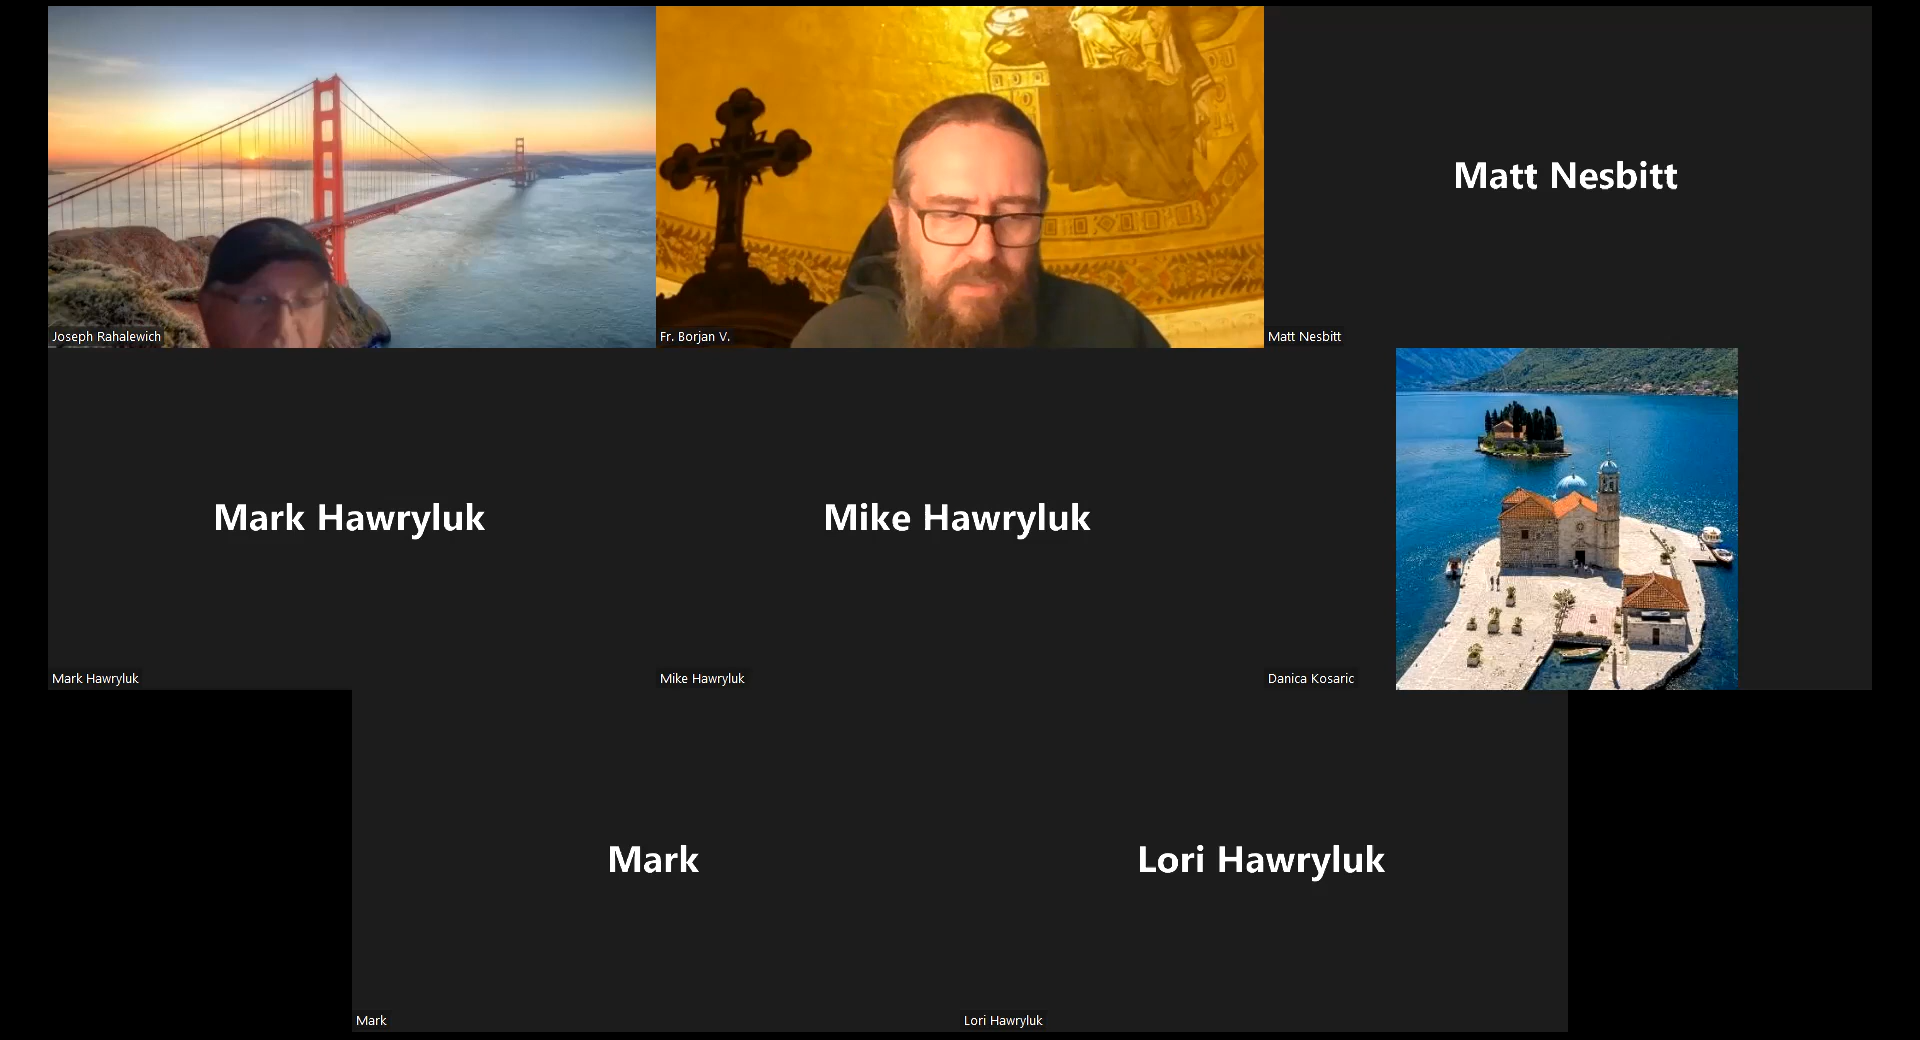 Joseph Rahalewich
Fr. Borjan V.
Matt Nesbitt
Matt Nesbitt
Mark Hawryluk
Mark Hawryluk
Mike Hawryluk
Mike Hawryluk
Danica Kosaric
Mark
Mark
Lori Hawryluk
Lori Hawryluk